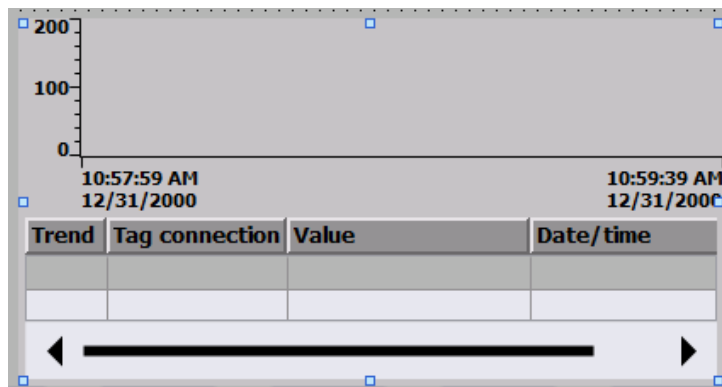 200
100
0
10:57:59 AM 10:59:39 AM
12/31/2000 12/31/2000
Trend Tag connection Value Date/time